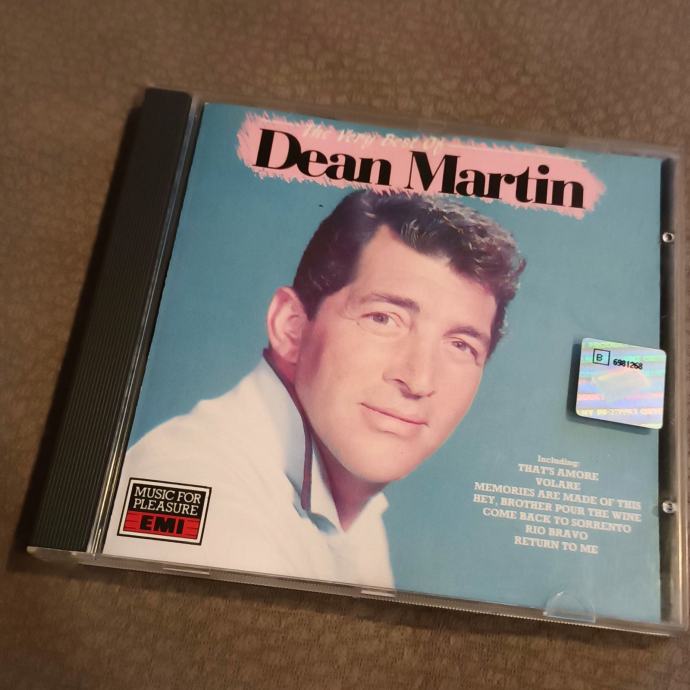 The Very Best Of
Dean Martin
B 6981268
Including:
THAT'S AMORE
VOLARE
MEMORIES ARE MADE OF THIS
HEY, BROTHER POUR THE WINE
COME BACK TO SORRENTO
RIO BRAVO
RETURN TO ME
MUSIC FOR
PLEASURE
EMI